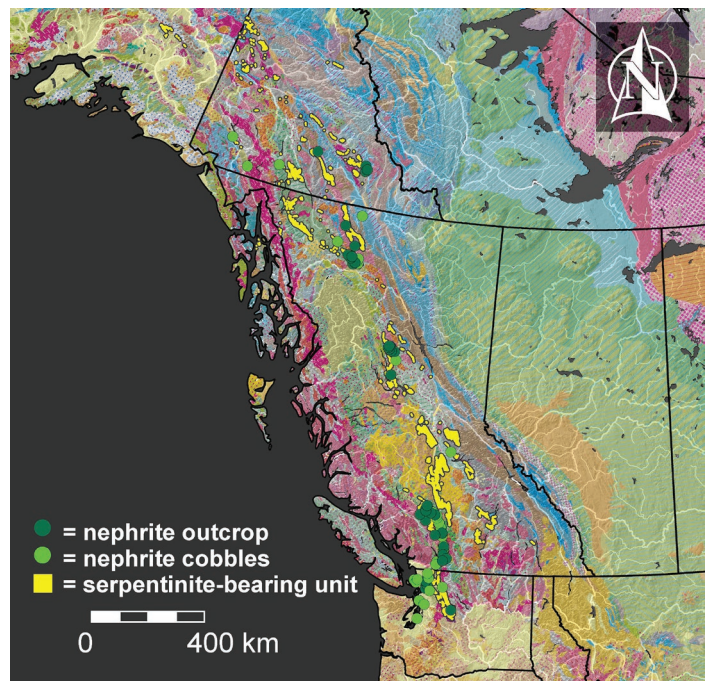 N
= nephrite outcrop
= nephrite cobbles
= serpentinite-bearing unit
0 400 km